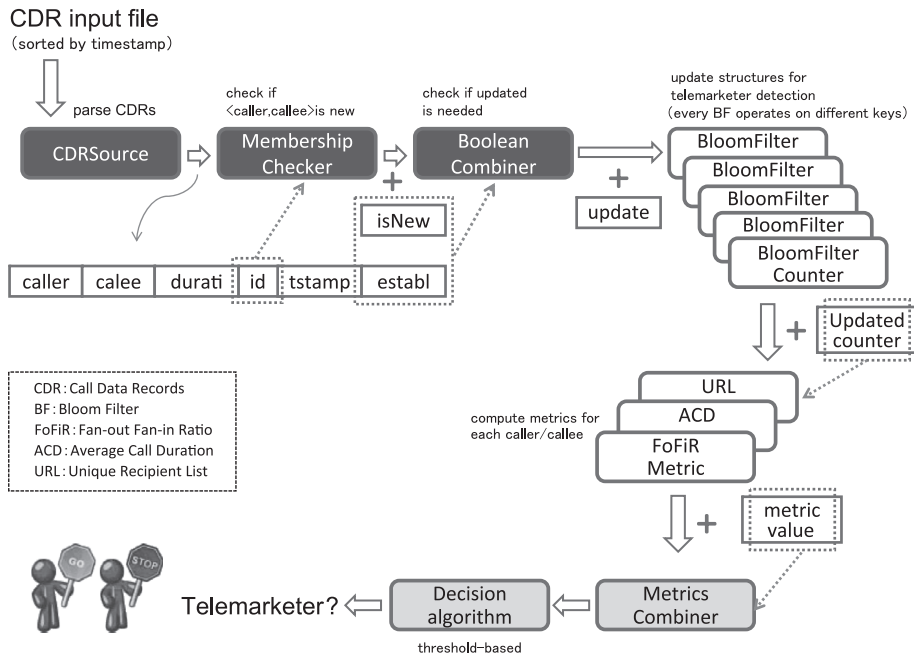 CDR input file
(sorted by timestamp)
parse CDRs
check if
<caller,callee>is new
check if updated
is needed
update structures for
telemarketer detection
(every BF operates on different keys)
CDRSource
Membership
Checker
Boolean
Combiner
BloomFilter
BloomFilter
BloomFilter
BloomFilter
BloomFilter
Counter
+
isNew
+
update
caller
calee
durati
id
tstamp
establ
+
Updated
counter
CDR:Call Data Records
BF:Bloom Filter
FoFiR:Fan-out Fan-in Ratio
ACD:Average Call Duration
URL:Unique Recipient List
compute metrics for
each caller/callee
URL
ACD
FoFiR
Metric
+
metric
value
GO
STOP
Telemarketer?
Decision
algorithm
threshold-based
Metrics
Combiner